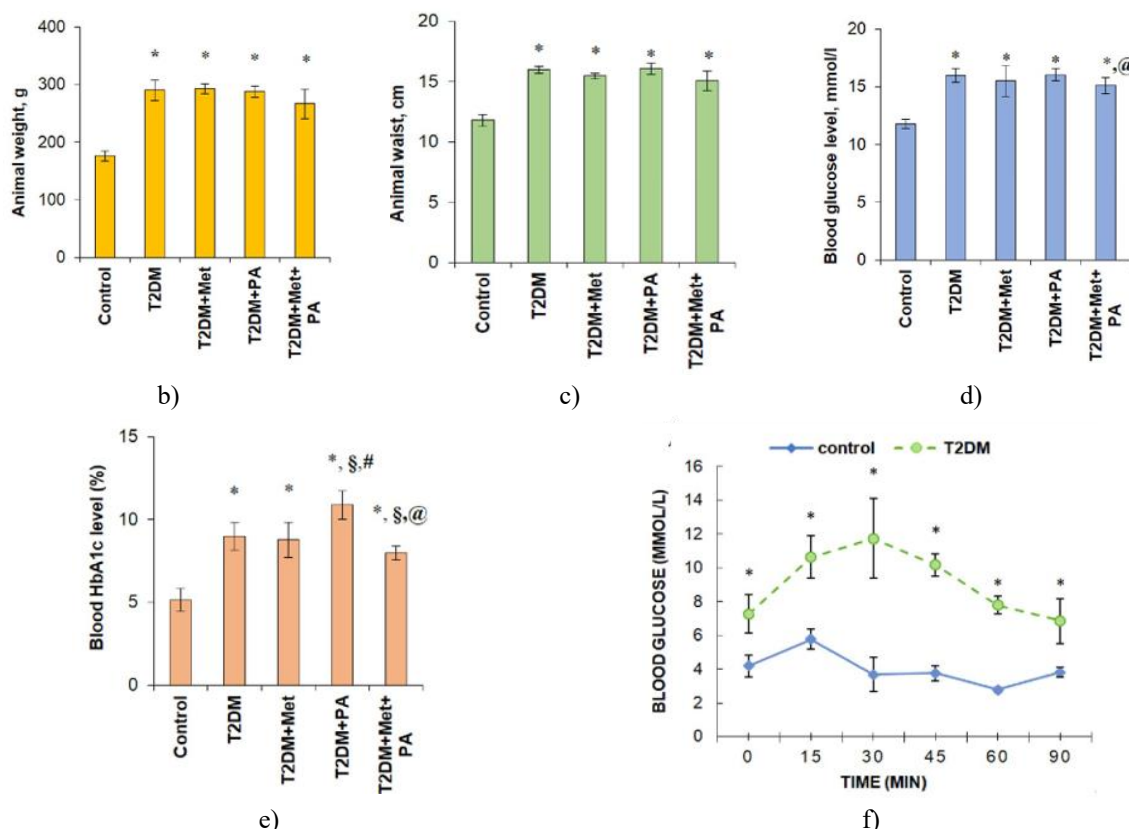 Animal weight, g
400
300
200
100
0
*
*
*
*
Control
T2DM
T2DM+Met
T2DM+PA
T2DM+Met+
PA
b)
Animal waist, cm
20
15
10
5
0
*
*
*
*
Control
T2DM
T2DM+Met
T2DM+PA
T2DM+Met+
PA
c)
Blood glucose level, mmol/l
20
15
10
5
0
*
*
*
*,@
Control
T2DM
T2DM+Met
T2DM+PA
T2DM+Met+
PA
d)
Blood HbA1c level (%)
15
10
5
0
*
*
*, §,#
*, §,@
Control
T2DM
T2DM+Met
T2DM+PA
T2DM+Met+
PA
e)
control
T2DM
BLOOD GLUCOSE (MMOL/L)
16
14
12
10
8
6
4
2
0
*
*
*
*
*
*
0 15 30 45 60 90
TIME (MIN)
f)